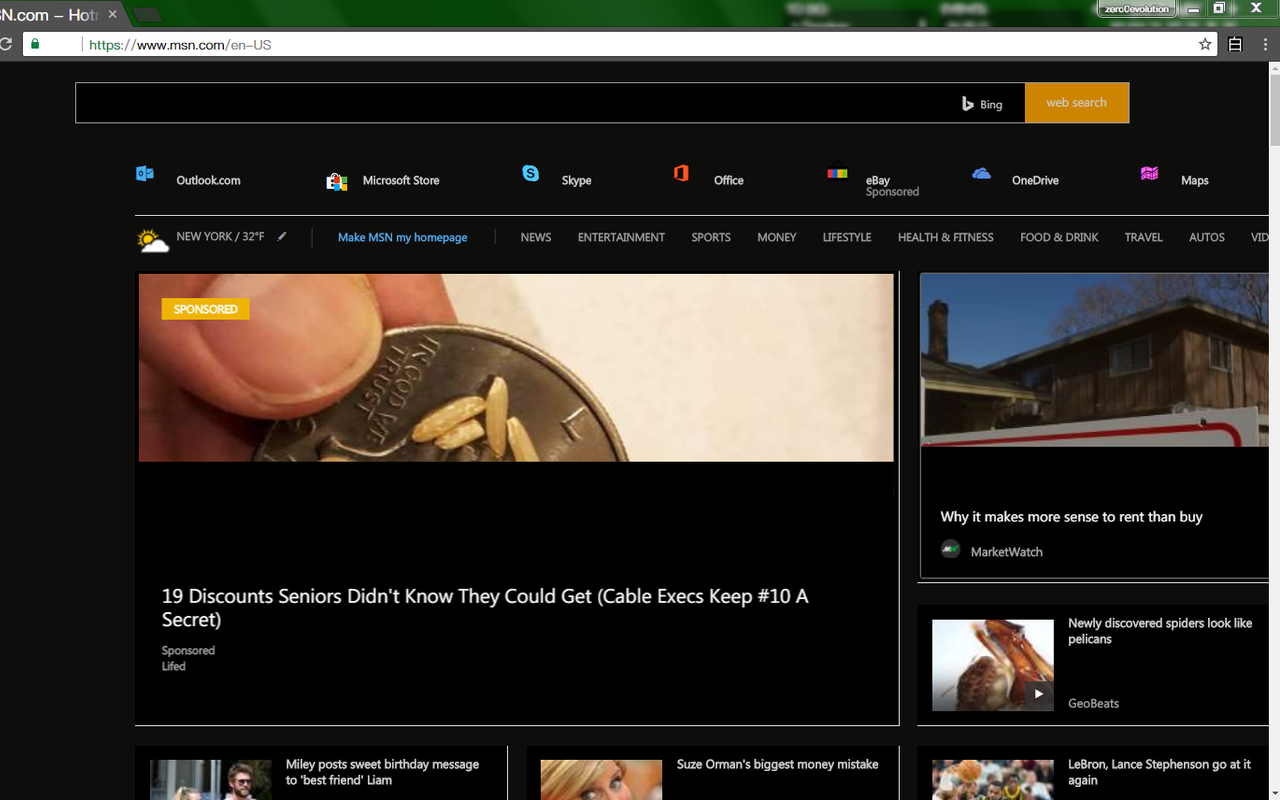 SN.com – Hot
zero0evolution
https://www.msn.com/en-US
Bing
web search
Outlook.com
Microsoft Store
Skype
Office
eBay
Sponsored
OneDrive
Maps
NEW YORK / 32°F
Make MSN my homepage
NEWS
ENTERTAINMENT
SPORTS
MONEY
LIFESTYLE
HEALTH & FITNESS
FOOD & DRINK
TRAVEL
AUTOS
VID
SPONSORED
IN GOD WE
TRUST
L
19 Discounts Seniors Didn't Know They Could Get (Cable Execs Keep #10 A
Secret)
Sponsored
Lifed
Why it makes more sense to rent than buy
MarketWatch
Newly discovered spiders look like
pelicans
GeoBeats
Miley posts sweet birthday message
to 'best friend' Liam
Suze Orman's biggest money mistake
LeBron, Lance Stephenson go at it
again